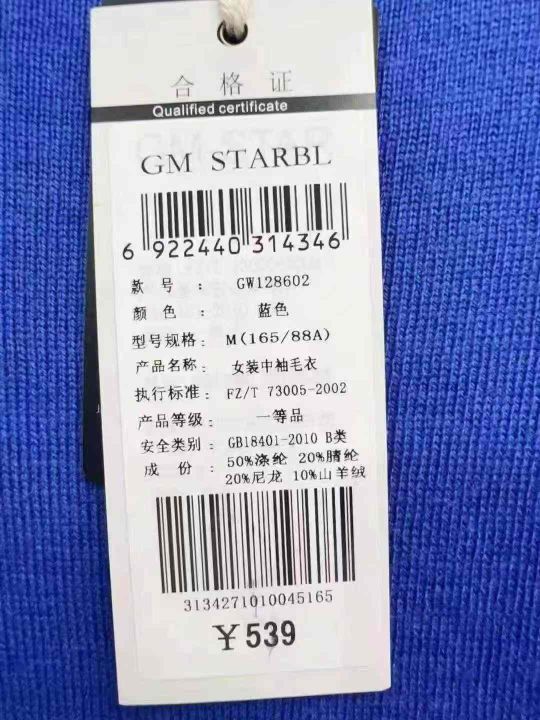 合格证
Qualified certificate
GM STARBL
6 922440 314346
款 号 : GW128602
颜 色 : 蓝色
型号规格: M(165/88A)
产品名称: 女装中袖毛衣
执行标准: FZ/T 73005-2002
产品等级: 一等品
安全类别: GB18401-2010 B类
成 份: 50%涤纶 20%腈纶
20%尼龙 10%山羊绒
3134271010045165
¥539